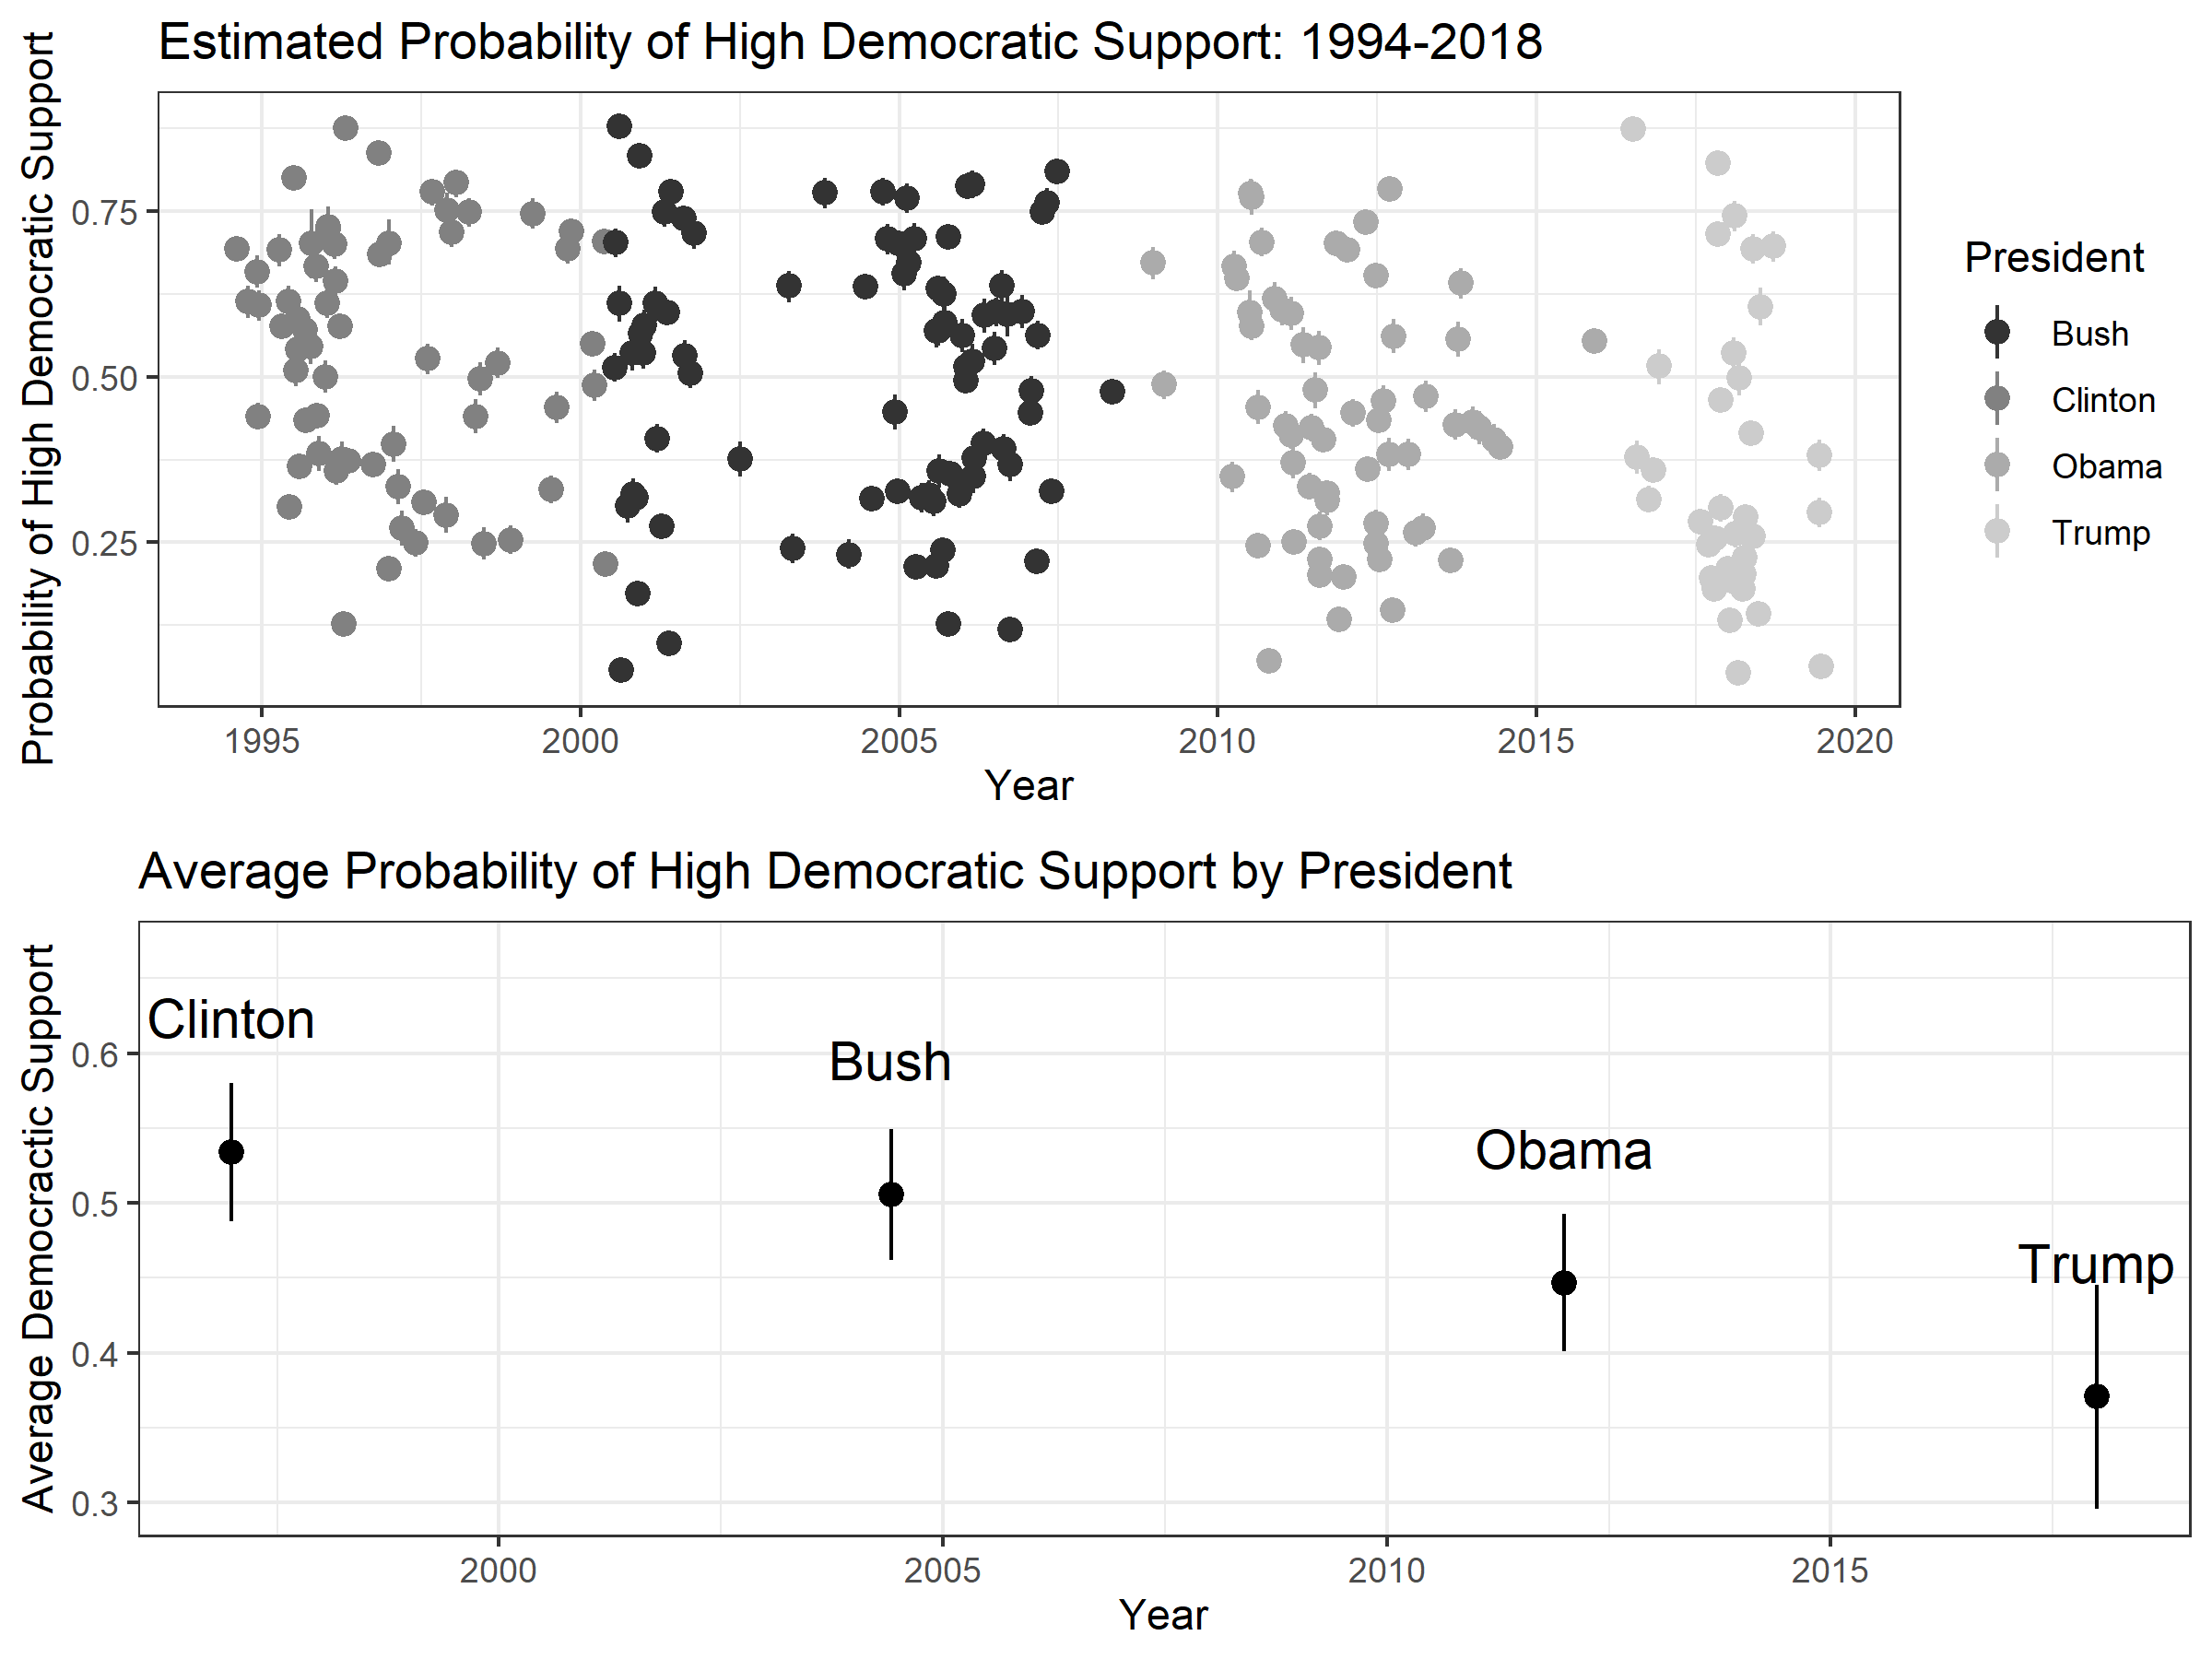 Estimated Probability of High Democratic Support: 1994-2018
Probability of High Democratic Support
0.75
0.50
0.25
1995 2000 2005 2010 2015 2020
Year
President
Bush
Clinton
Obama
Trump
Average Probability of High Democratic Support by President
Average Democractic Support
0.6
0.5
0.4
0.3
Clinton
Bush
Obama
Trump
2000 2005 2010 2015
Year